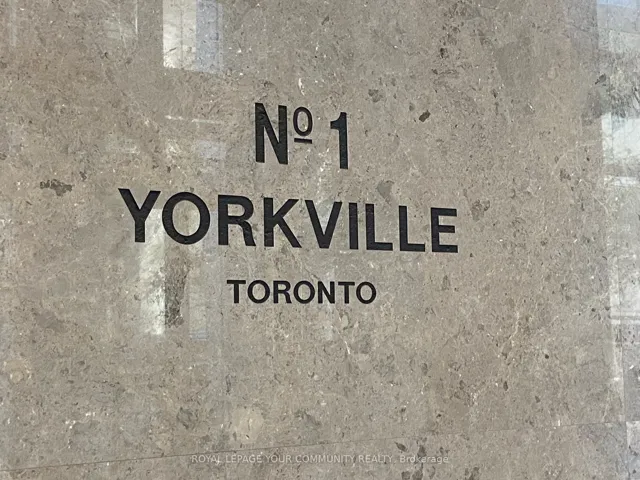 Nº 1
YORKVILLE
TORONTO
ROYAL LEPAGE YOUR COMMUNITY REALTY, Brokerage